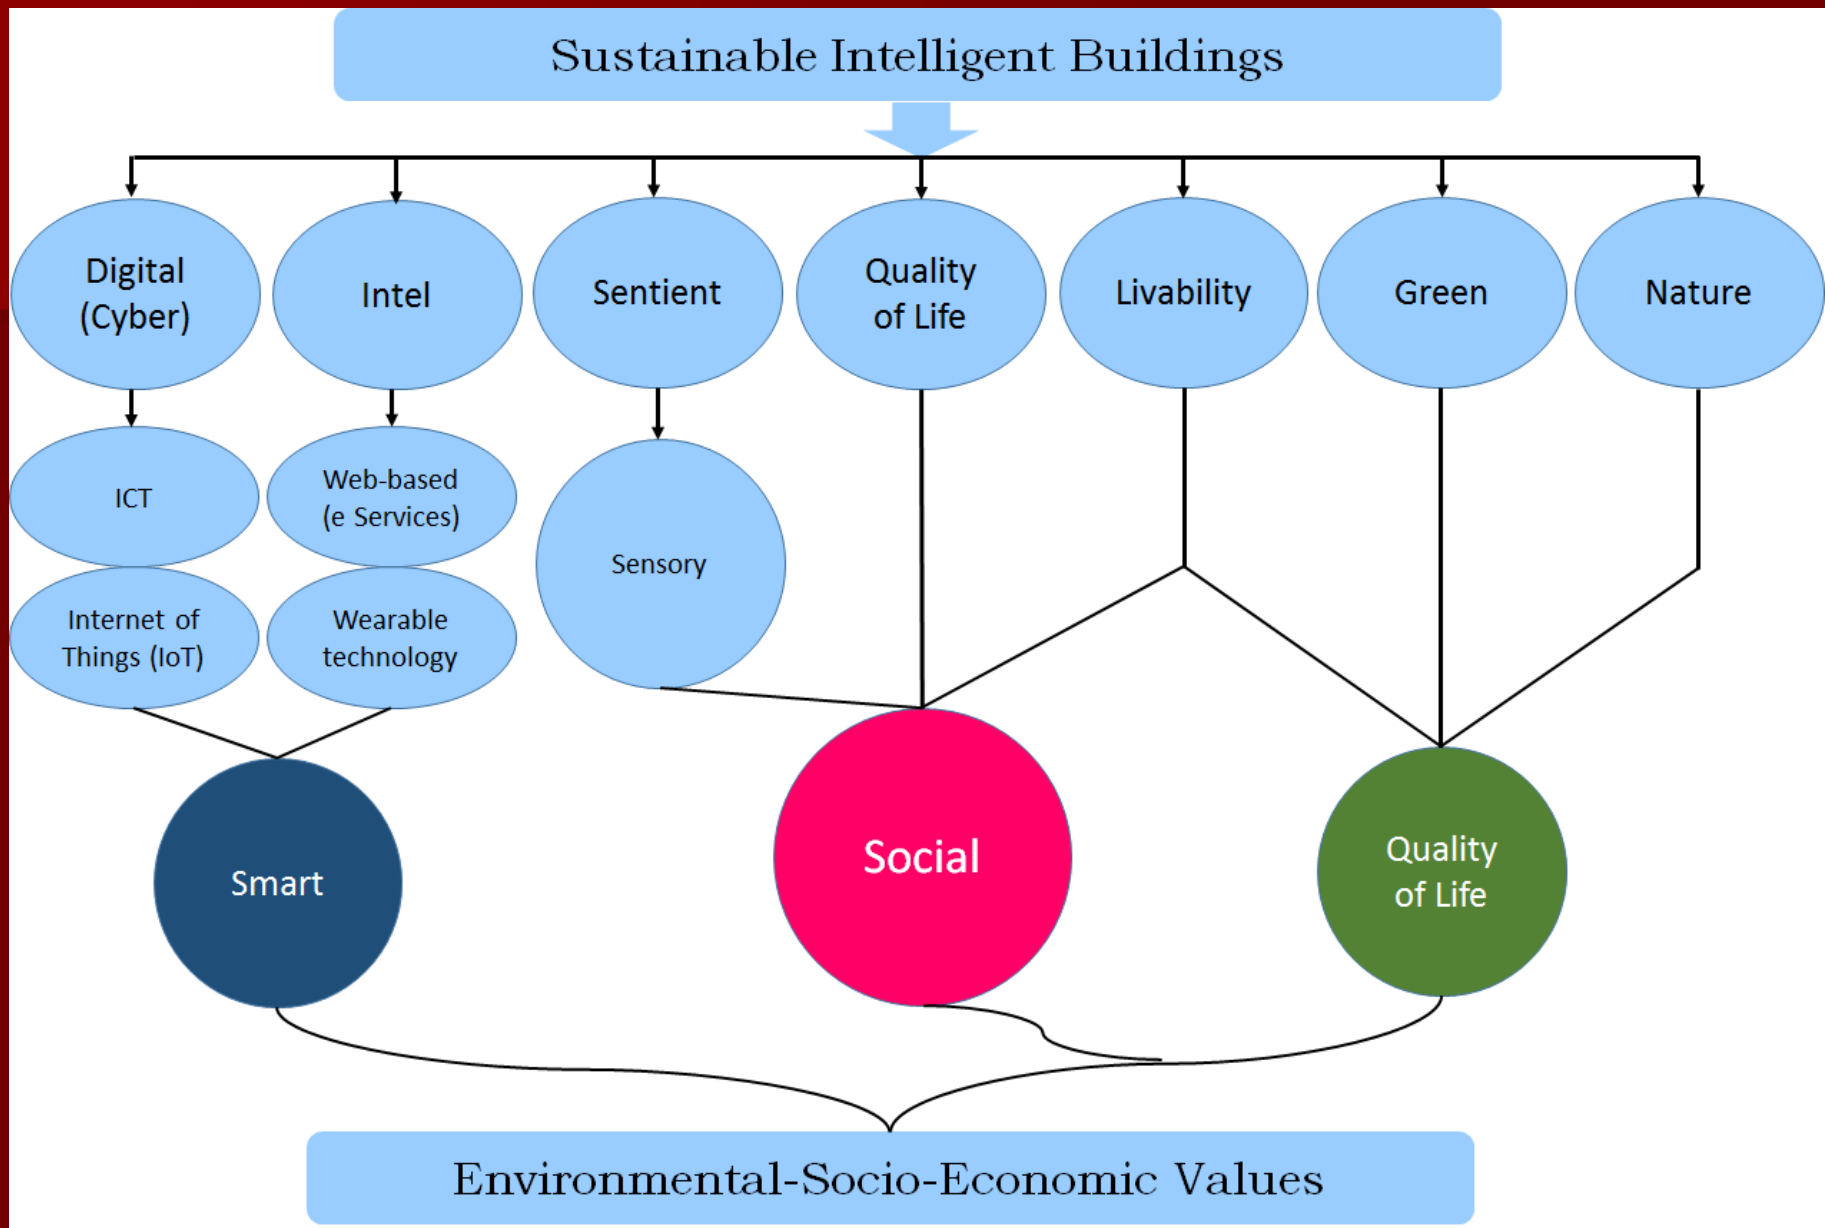 Sustainable Intelligent Buildings
Digital
(Cyber)
Intel
Sentient
Quality
of Life
Livability
Green
Nature
ICT
Web-based
(e Services)
Sensory
Internet of
Things (IoT)
Wearable
technology
Smart
Social
Quality
of Life
Environmental-Socio-Economic Values